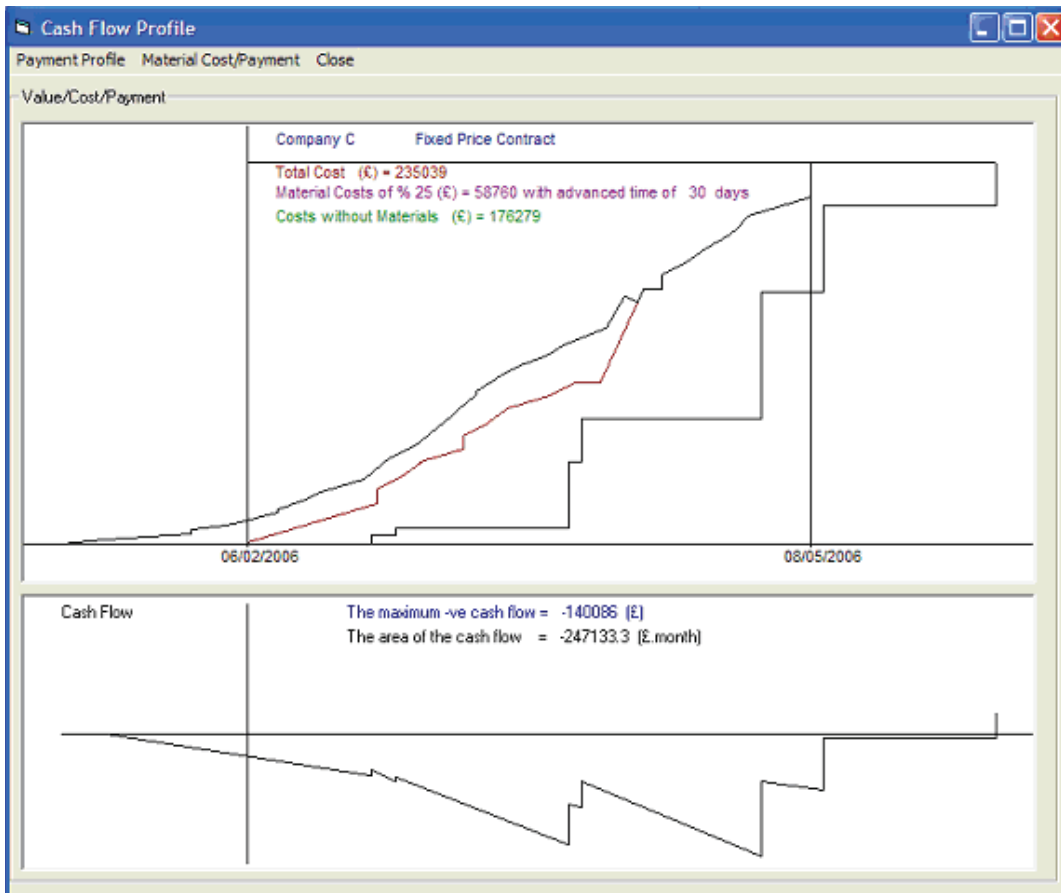 Cash Flow Profile
Payment Profile Material Cost/Payment Close
Value/Cost/Payment
Company C Fixed Price Contract
Total Cost (£) = 235039
Material Costs of % 25 (£) = 58760 with advanced time of 30 days
Costs without Materials (£) = 176279
06/02/2006 08/05/2006
Cash Flow The maximum -ve cash flow = -140086 (£)
The area of the cash flow = -247133.3 (£.month)